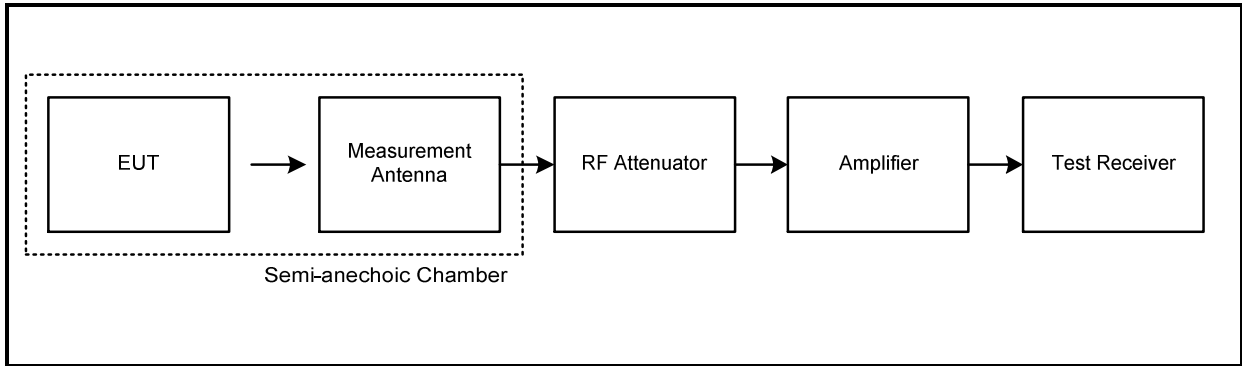 EUT
Measurement
Antenna
RF Attenuator
Amplifier
Test Receiver
Semi-anechoic Chamber